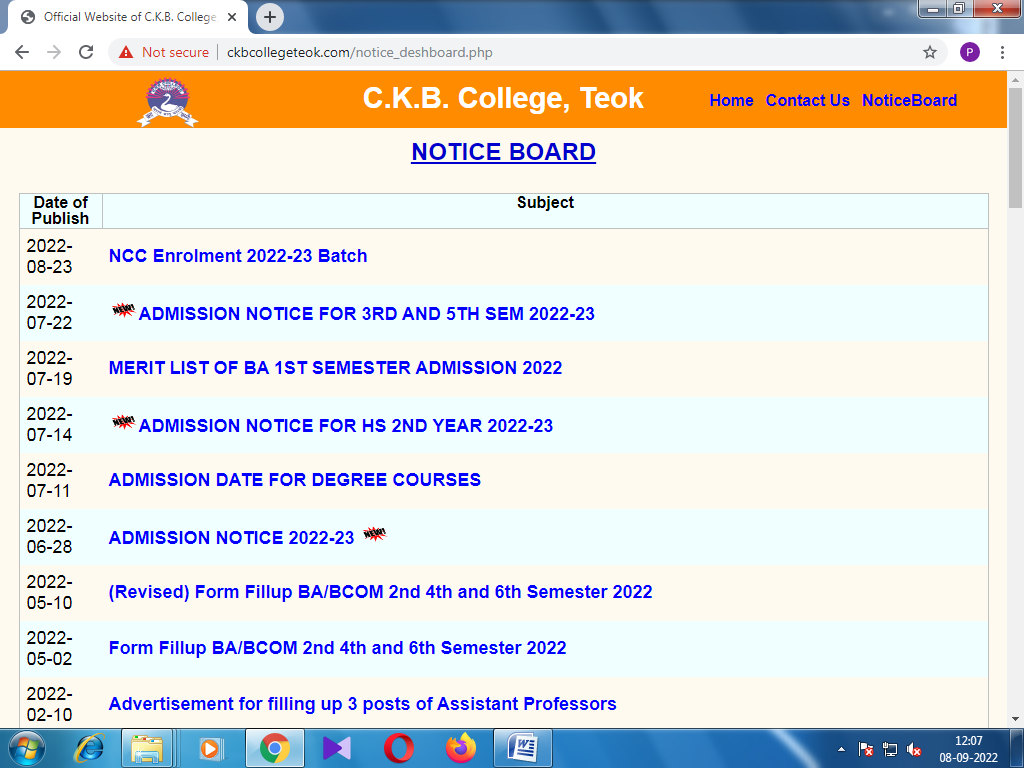 Official Website of C.K.B. College
Not secure
ckbcollegeteok.com/notice_deshboard.php
P
C.K.B. College, Teok
Home Contact Us NoticeBoard
NOTICE BOARD
Date of Publish
Subject
2022-08-23
NCC Enrolment 2022-23 Batch
2022-07-22
NEW! ADMISSION NOTICE FOR 3RD AND 5TH SEM 2022-23
2022-07-19
MERIT LIST OF BA 1ST SEMESTER ADMISSION 2022
2022-07-14
NEW! ADMISSION NOTICE FOR HS 2ND YEAR 2022-23
2022-07-11
ADMISSION DATE FOR DEGREE COURSES
2022-06-28
ADMISSION NOTICE 2022-23 NEW!
2022-05-10
(Revised) Form Fillup BA/BCOM 2nd 4th and 6th Semester 2022
2022-05-02
Form Fillup BA/BCOM 2nd 4th and 6th Semester 2022
2022-02-10
Advertisement for filling up 3 posts of Assistant Professors
12:07
08-09-2022